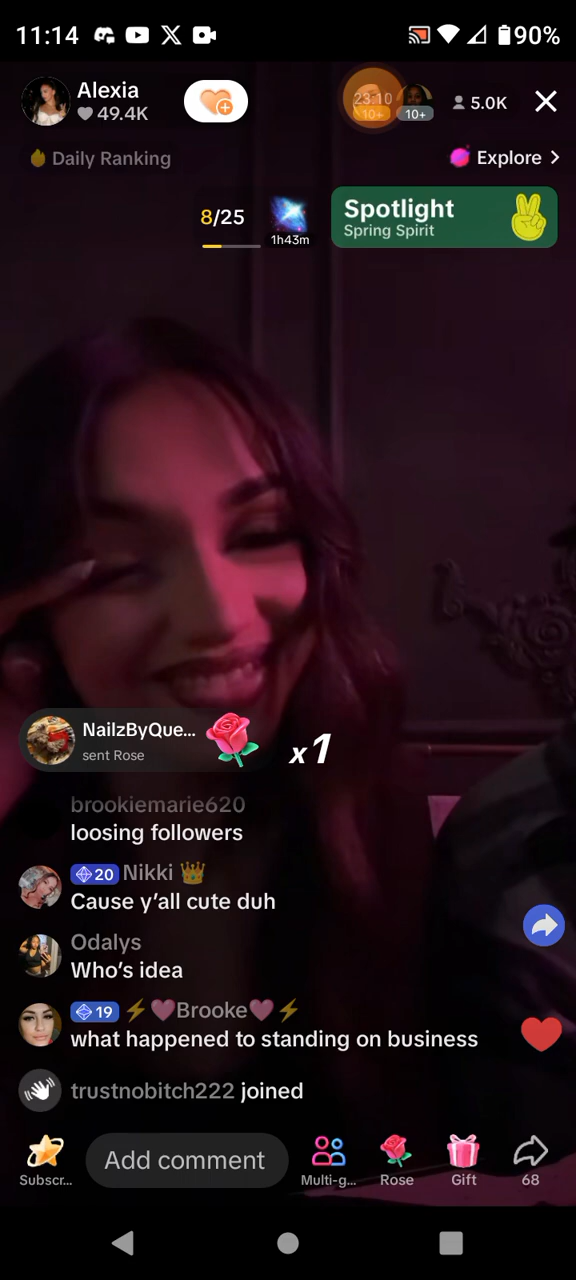 11:14
90%
Alexia
49.4K
23:10
10+
10+
5.0K
Daily Ranking
Explore
8/25
1h43m
Spotlight
Spring Spirit
NailzByQue...
sent Rose
x1
brookiemarie620
loosing followers
20 Nikki 👑
Cause y'all cute duh
Odalys
Who's idea
19 ⚡💜Brooke💜⚡
what happened to standing on business
trustnobitch222 joined
Subscr...
Add comment
Multi-g...
Rose
Gift
68